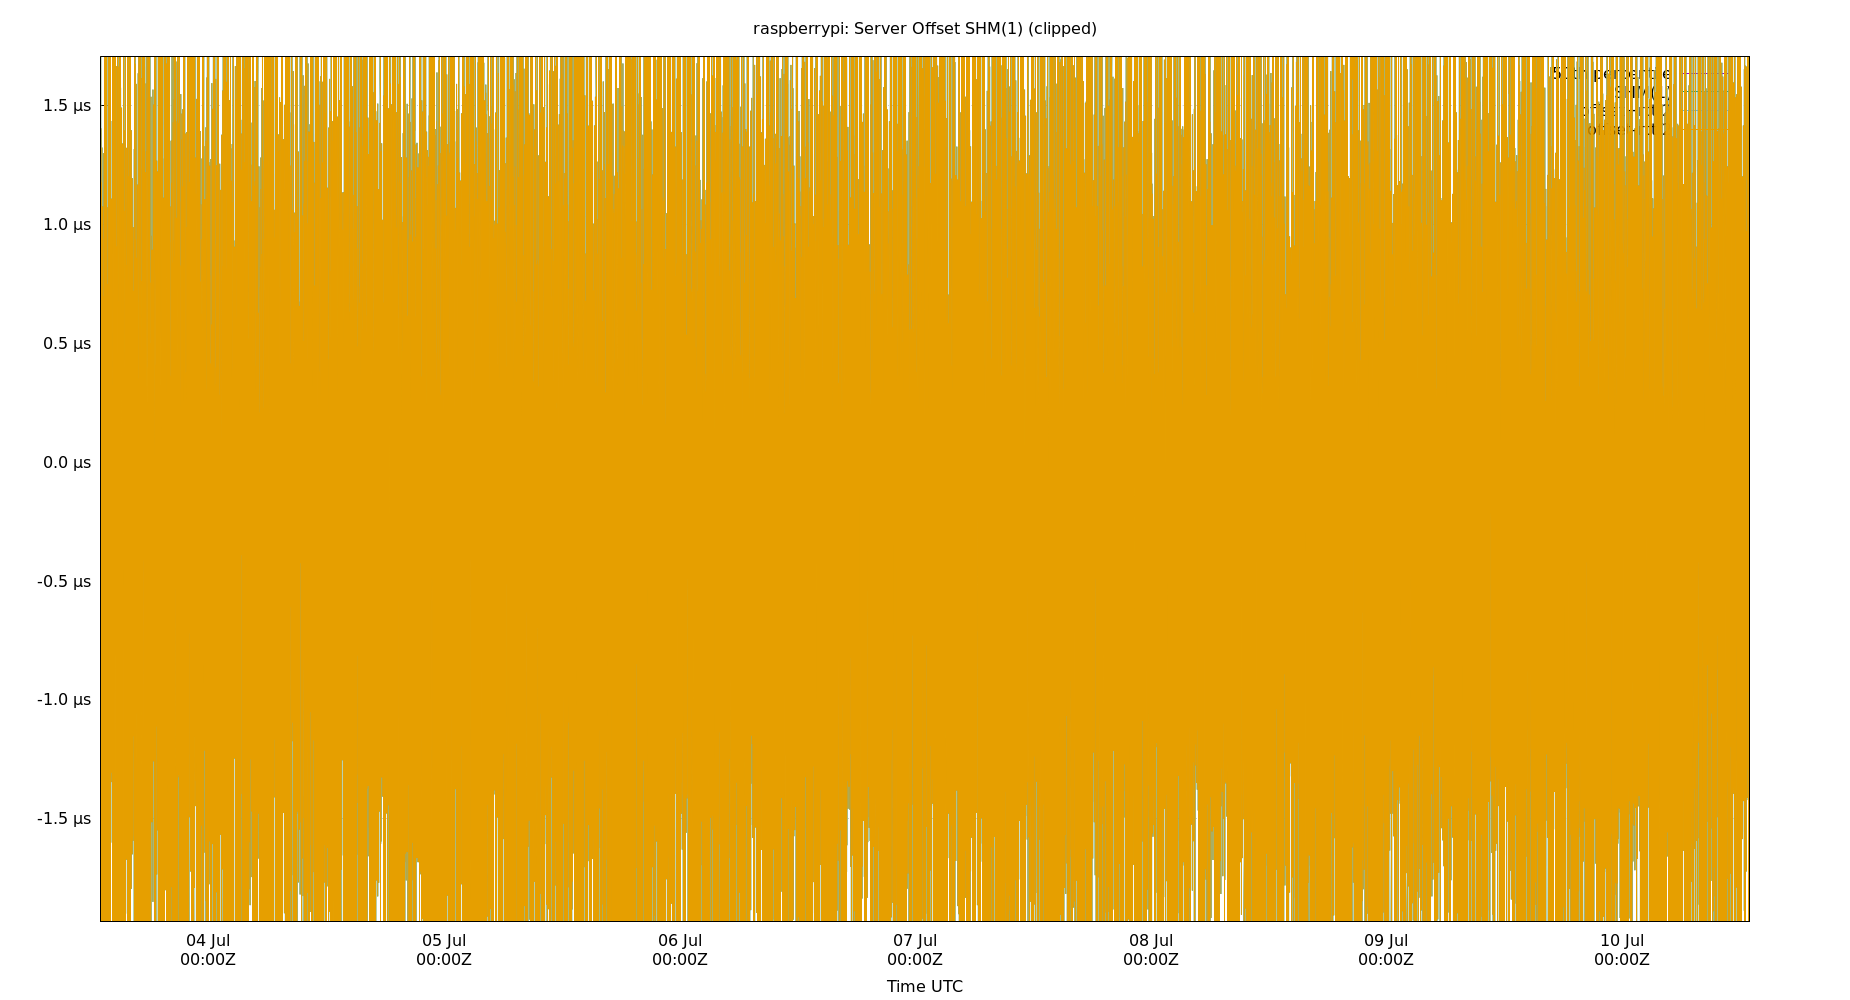 raspberrypi: Server Offset SHM(1) (clipped)
1.5 µs
1.0 µs
0.5 µs
0.0 µs
-0.5 µs
-1.0 µs
-1.5 µs
04 Jul 05 Jul 06 Jul 07 Jul 08 Jul 09 Jul 10 Jul
00:00Z 00:00Z 00:00Z 00:00Z 00:00Z 00:00Z 00:00Z
Time UTC